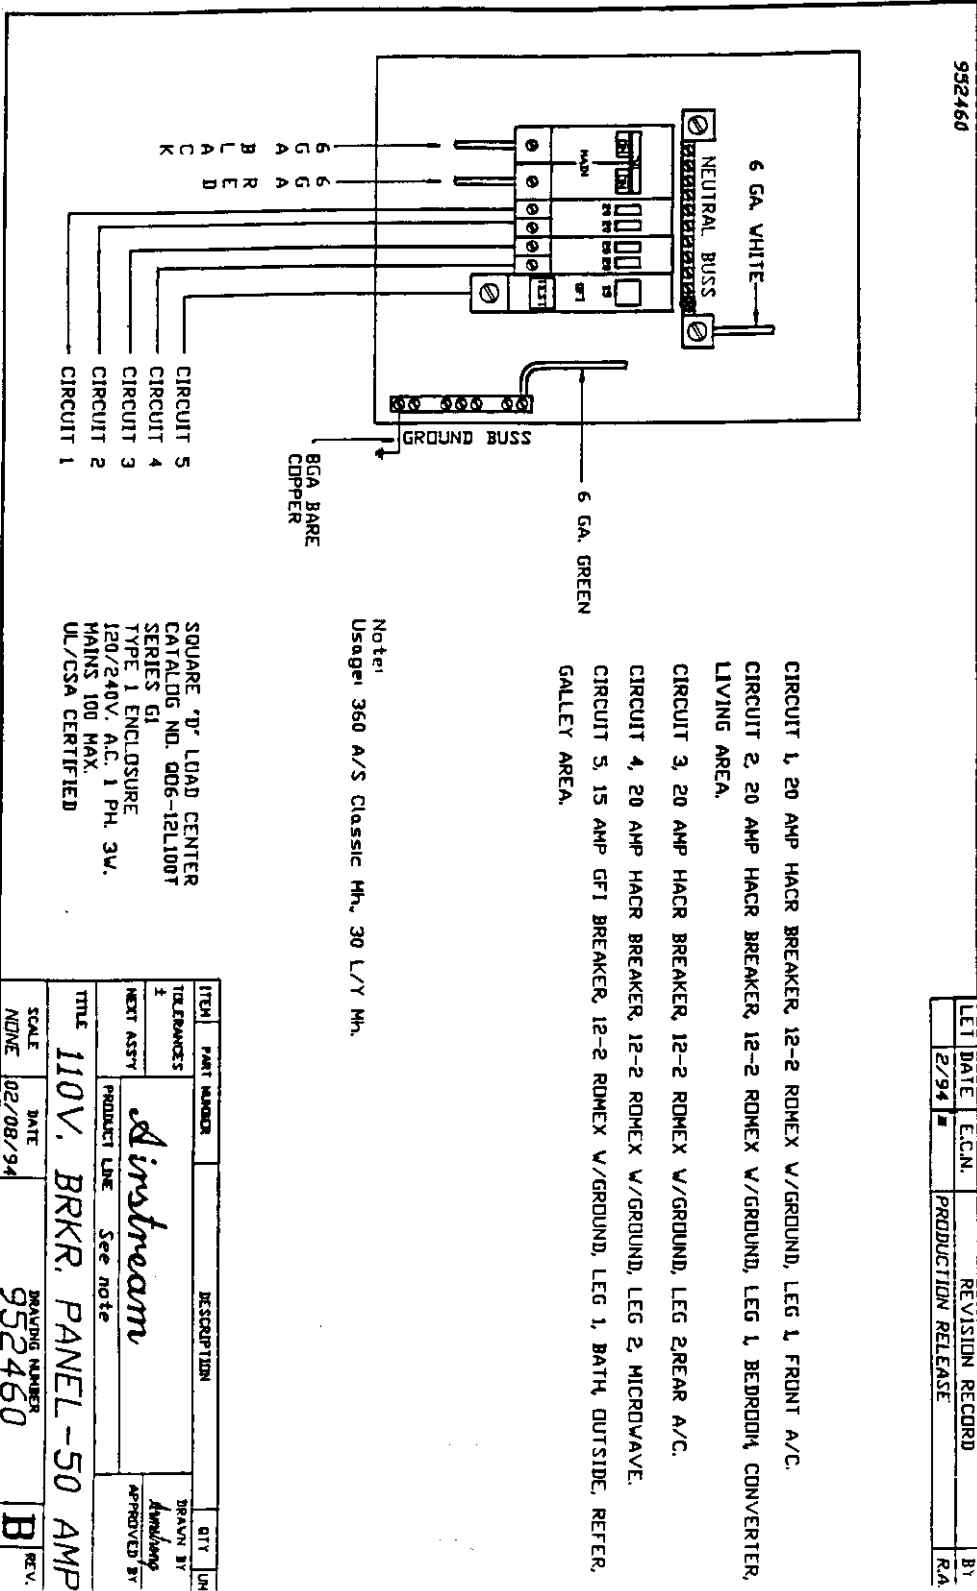 952460
LET DATE E.C.N. REVISION RECORD BY
2/94 PRODUCTION RELEASE R.A.
6 GA. WHITE
NEUTRAL BUSS
MAIN
20 20 20 20 15
GFI
TEST
6 GA BLACK
6 GA RED
6 GA. GREEN
GROUND BUSS
8GA BARE
COPPER
CIRCUIT 5
CIRCUIT 4
CIRCUIT 3
CIRCUIT 2
CIRCUIT 1
CIRCUIT 1, 20 AMP HACR BREAKER, 12-2 ROMEX W/GROUND, LEG 1, FRONT A/C.
CIRCUIT 2, 20 AMP HACR BREAKER, 12-2 ROMEX W/GROUND, LEG 1, BEDROOM, CONVERTER,
LIVING AREA.
CIRCUIT 3, 20 AMP HACR BREAKER, 12-2 ROMEX W/GROUND, LEG 2,REAR A/C.
CIRCUIT 4, 20 AMP HACR BREAKER, 12-2 ROMEX W/GROUND, LEG 2, MICROWAVE.
CIRCUIT 5, 15 AMP GFI BREAKER, 12-2 ROMEX W/GROUND, LEG 1, BATH, OUTSIDE, REFER,
GALLEY AREA.
Note:
Usage: 360 A/S Classic Mh., 30 L/Y Mh.
SQUARE 'D' LOAD CENTER
CATALOG NO. QO6-12L100T
SERIES G1
TYPE 1 ENCLOSURE
120/240V. A.C. 1 PH. 3W.
MAINS 100 MAX.
UL/CSA CERTIFIED
ITEM PART NUMBER DESCRIPTION QTY UM
TOLERANCES
±
NEXT ASS'Y
Airstream
DRAWN BY
Armstrong
APPROVED BY
PRODUCT LINE See note
TITLE 110V. BRKR. PANEL-50 AMP
SCALE
NONE
DATE
02/08/94
DRAWING NUMBER
952460
REV.
B